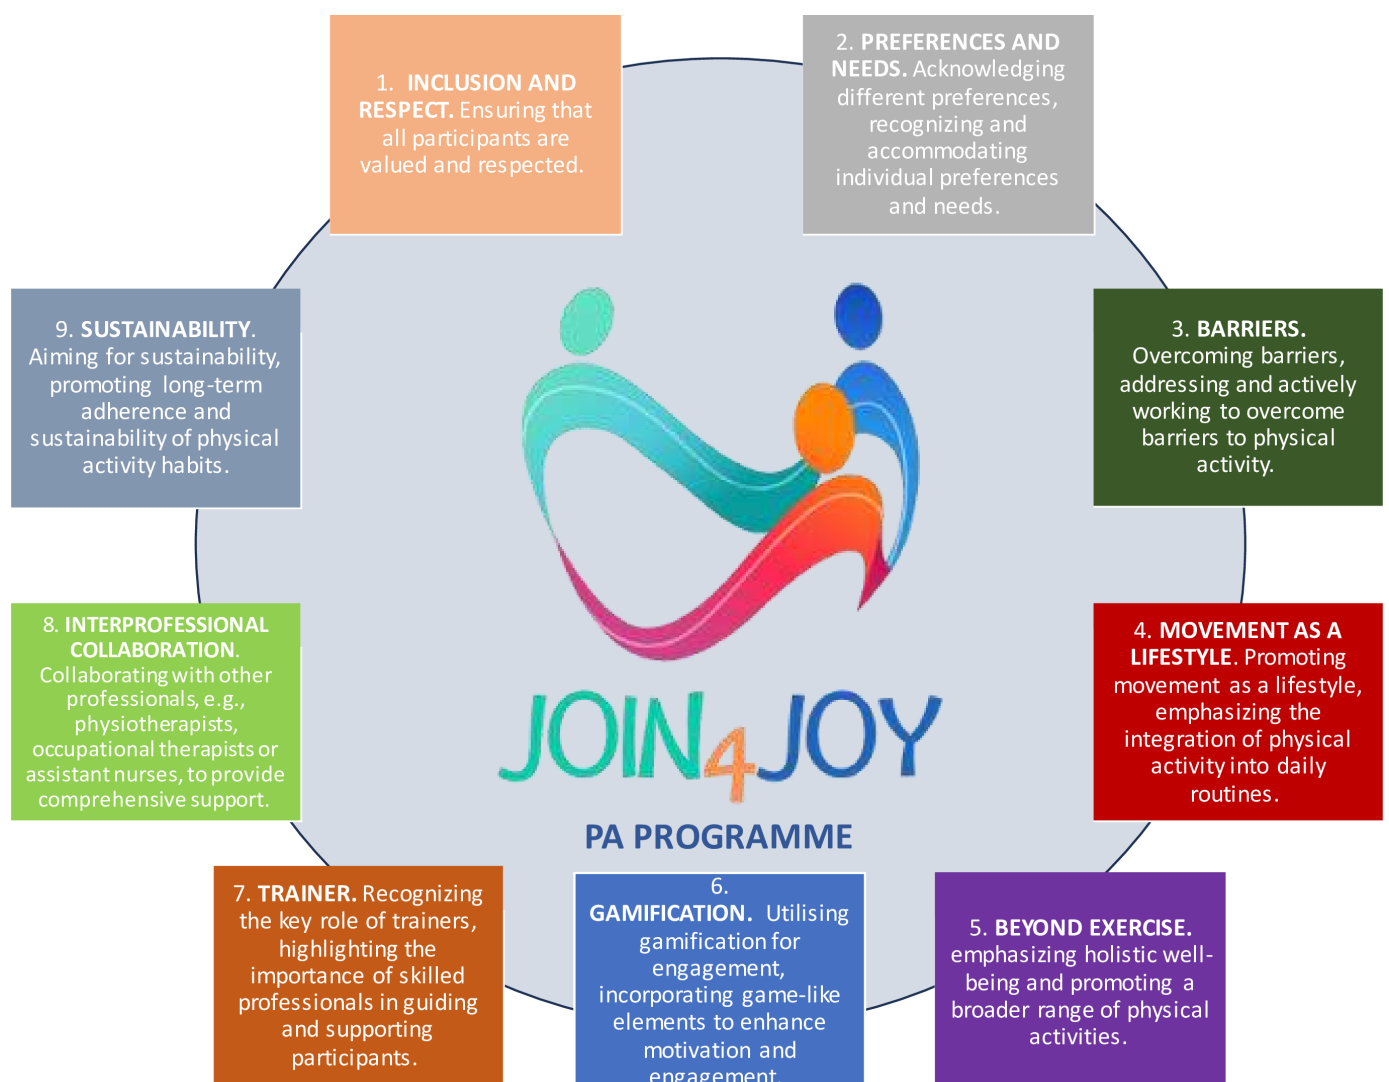 1. INCLUSION AND
RESPECT. Ensuring that
all participants are
valued and respected.
2. PREFERENCES AND
NEEDS. Acknowledging
different preferences,
recognizing and
accommodating
individual preferences
and needs.
3. BARRIERS.
Overcoming barriers,
addressing and actively
working to overcome
barriers to physical
activity.
4. MOVEMENT AS A
LIFESTYLE. Promoting
movement as a lifestyle,
emphasizing the
integration of physical
activity into daily
routines.
5. BEYOND EXERCISE.
emphasizing holistic well-
being and promoting a
broader range of physical
activities.
6.
GAMIFICATION. Utilising
gamification for
engagement,
incorporating game-like
elements to enhance
motivation and
engagement.
7. TRAINER. Recognizing
the key role of trainers,
highlighting the
importance of skilled
professionals in guiding
and supporting
participants.
8. INTERPROFESSIONAL
COLLABORATION.
Collaborating with other
professionals, e.g.,
physiotherapists,
occupational therapists or
assistant nurses, to provide
comprehensive support.
9. SUSTAINABILITY.
Aiming for sustainability,
promoting long-term
adherence and
sustainability of physical
activity habits.
JOIN4JOY
PA PROGRAMME